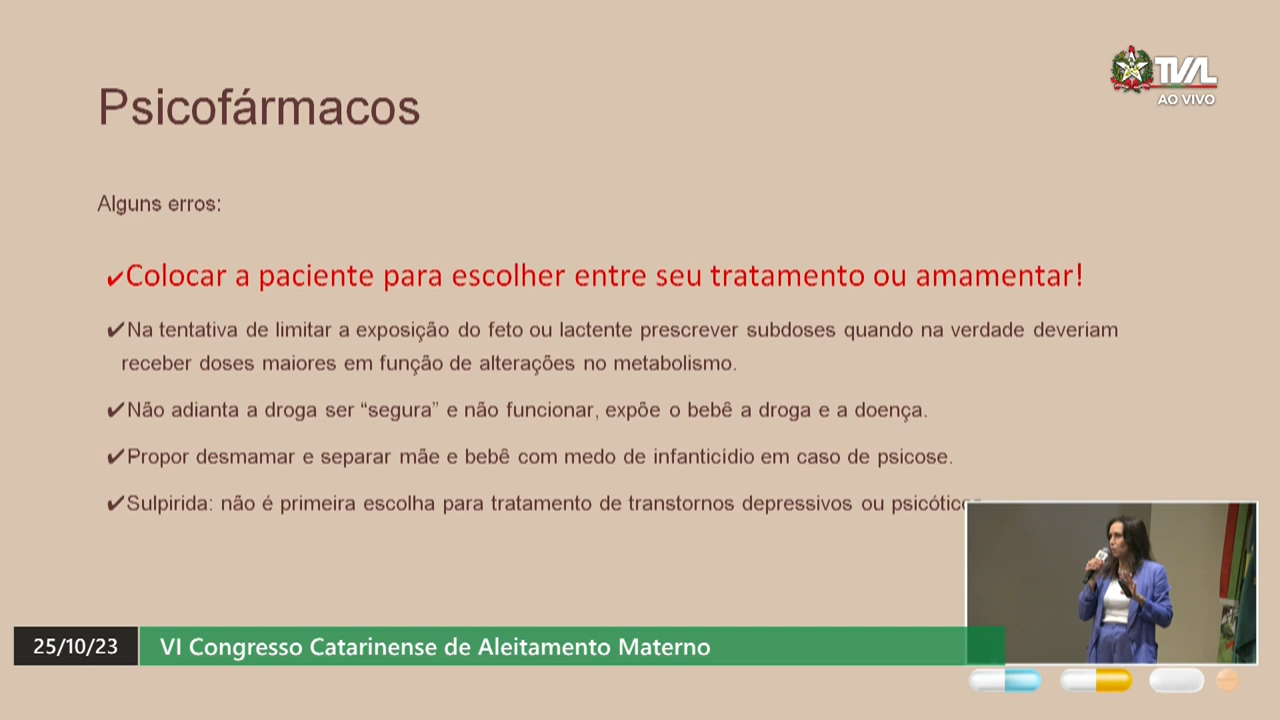 TVAL
AO VIVO
Psicofármacos
Alguns erros:
✔Colocar a paciente para escolher entre seu tratamento ou amamentar!
✔Na tentativa de limitar a exposição do feto ou lactente prescrever subdoses quando na verdade deveriam
receber doses maiores em função de alterações no metabolismo.
✔Não adianta a droga ser “segura” e não funcionar, expõe o bebê a droga e a doença.
✔Propor desmamar e separar mãe e bebê com medo de infanticídio em caso de psicose.
✔Sulpirida: não é primeira escolha para tratamento de transtornos depressivos ou
25/10/23
VI Congresso Catarinense de Aleitamento Materno